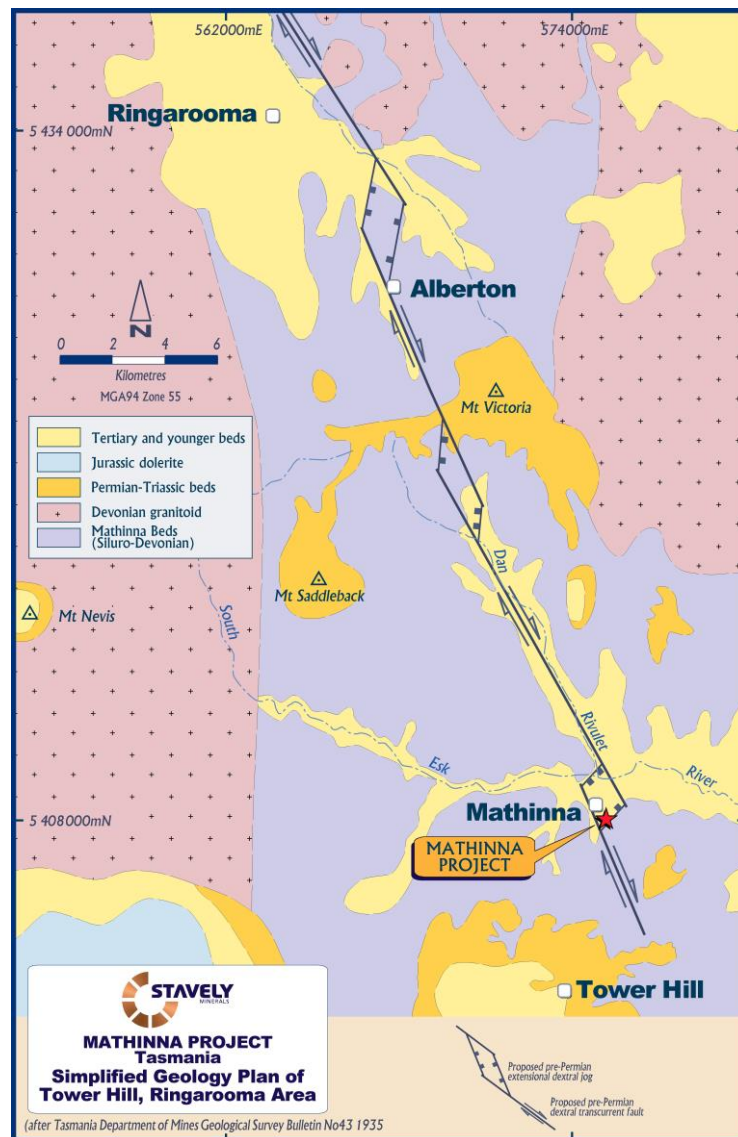 562000mE
574000mE
Ringarooma
5 434 000mN
Alberton
N
0 2 4 6
Kilometres
MGA94 Zone 55
Mt Victoria
Tertiary and younger beds
Jurassic dolerite
Permian-Triassic beds
Devonian granitoid
Mathinna Beds
(Siluro-Devonian)
Dan
Mt Saddleback
Mt Nevis
South
Rivulet
Esk
River
Mathinna
5 408 000mN
MATHINNA
PROJECT
STAVELY
MINERALS
Tower Hill
MATHINNA PROJECT
Tasmania
Simplified Geology Plan of
Tower Hill, Ringarooma Area
Proposed pre-Permian
extensional dextral jog
Proposed pre-Permian
dextral transcurrent fault
(after Tasmania Department of Mines Geological Survey Bulletin No43 1935